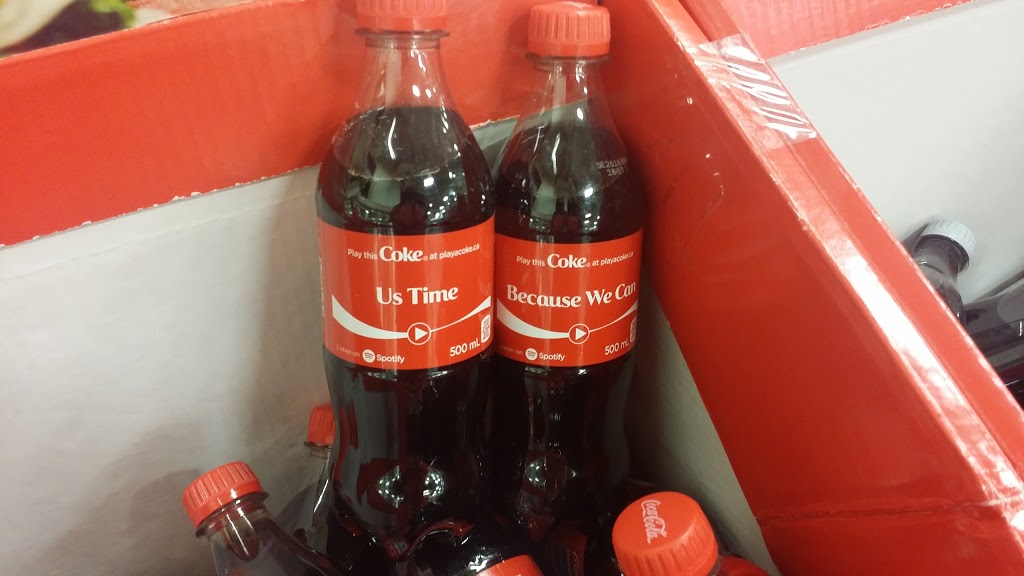 Play this Coke® at playacoke.ca
Us Time
Listen on Spotify
500 mL
Play this Coke® at playacoke.ca
Because We Can
Listen on Spotify
500 mL
Coca-Cola